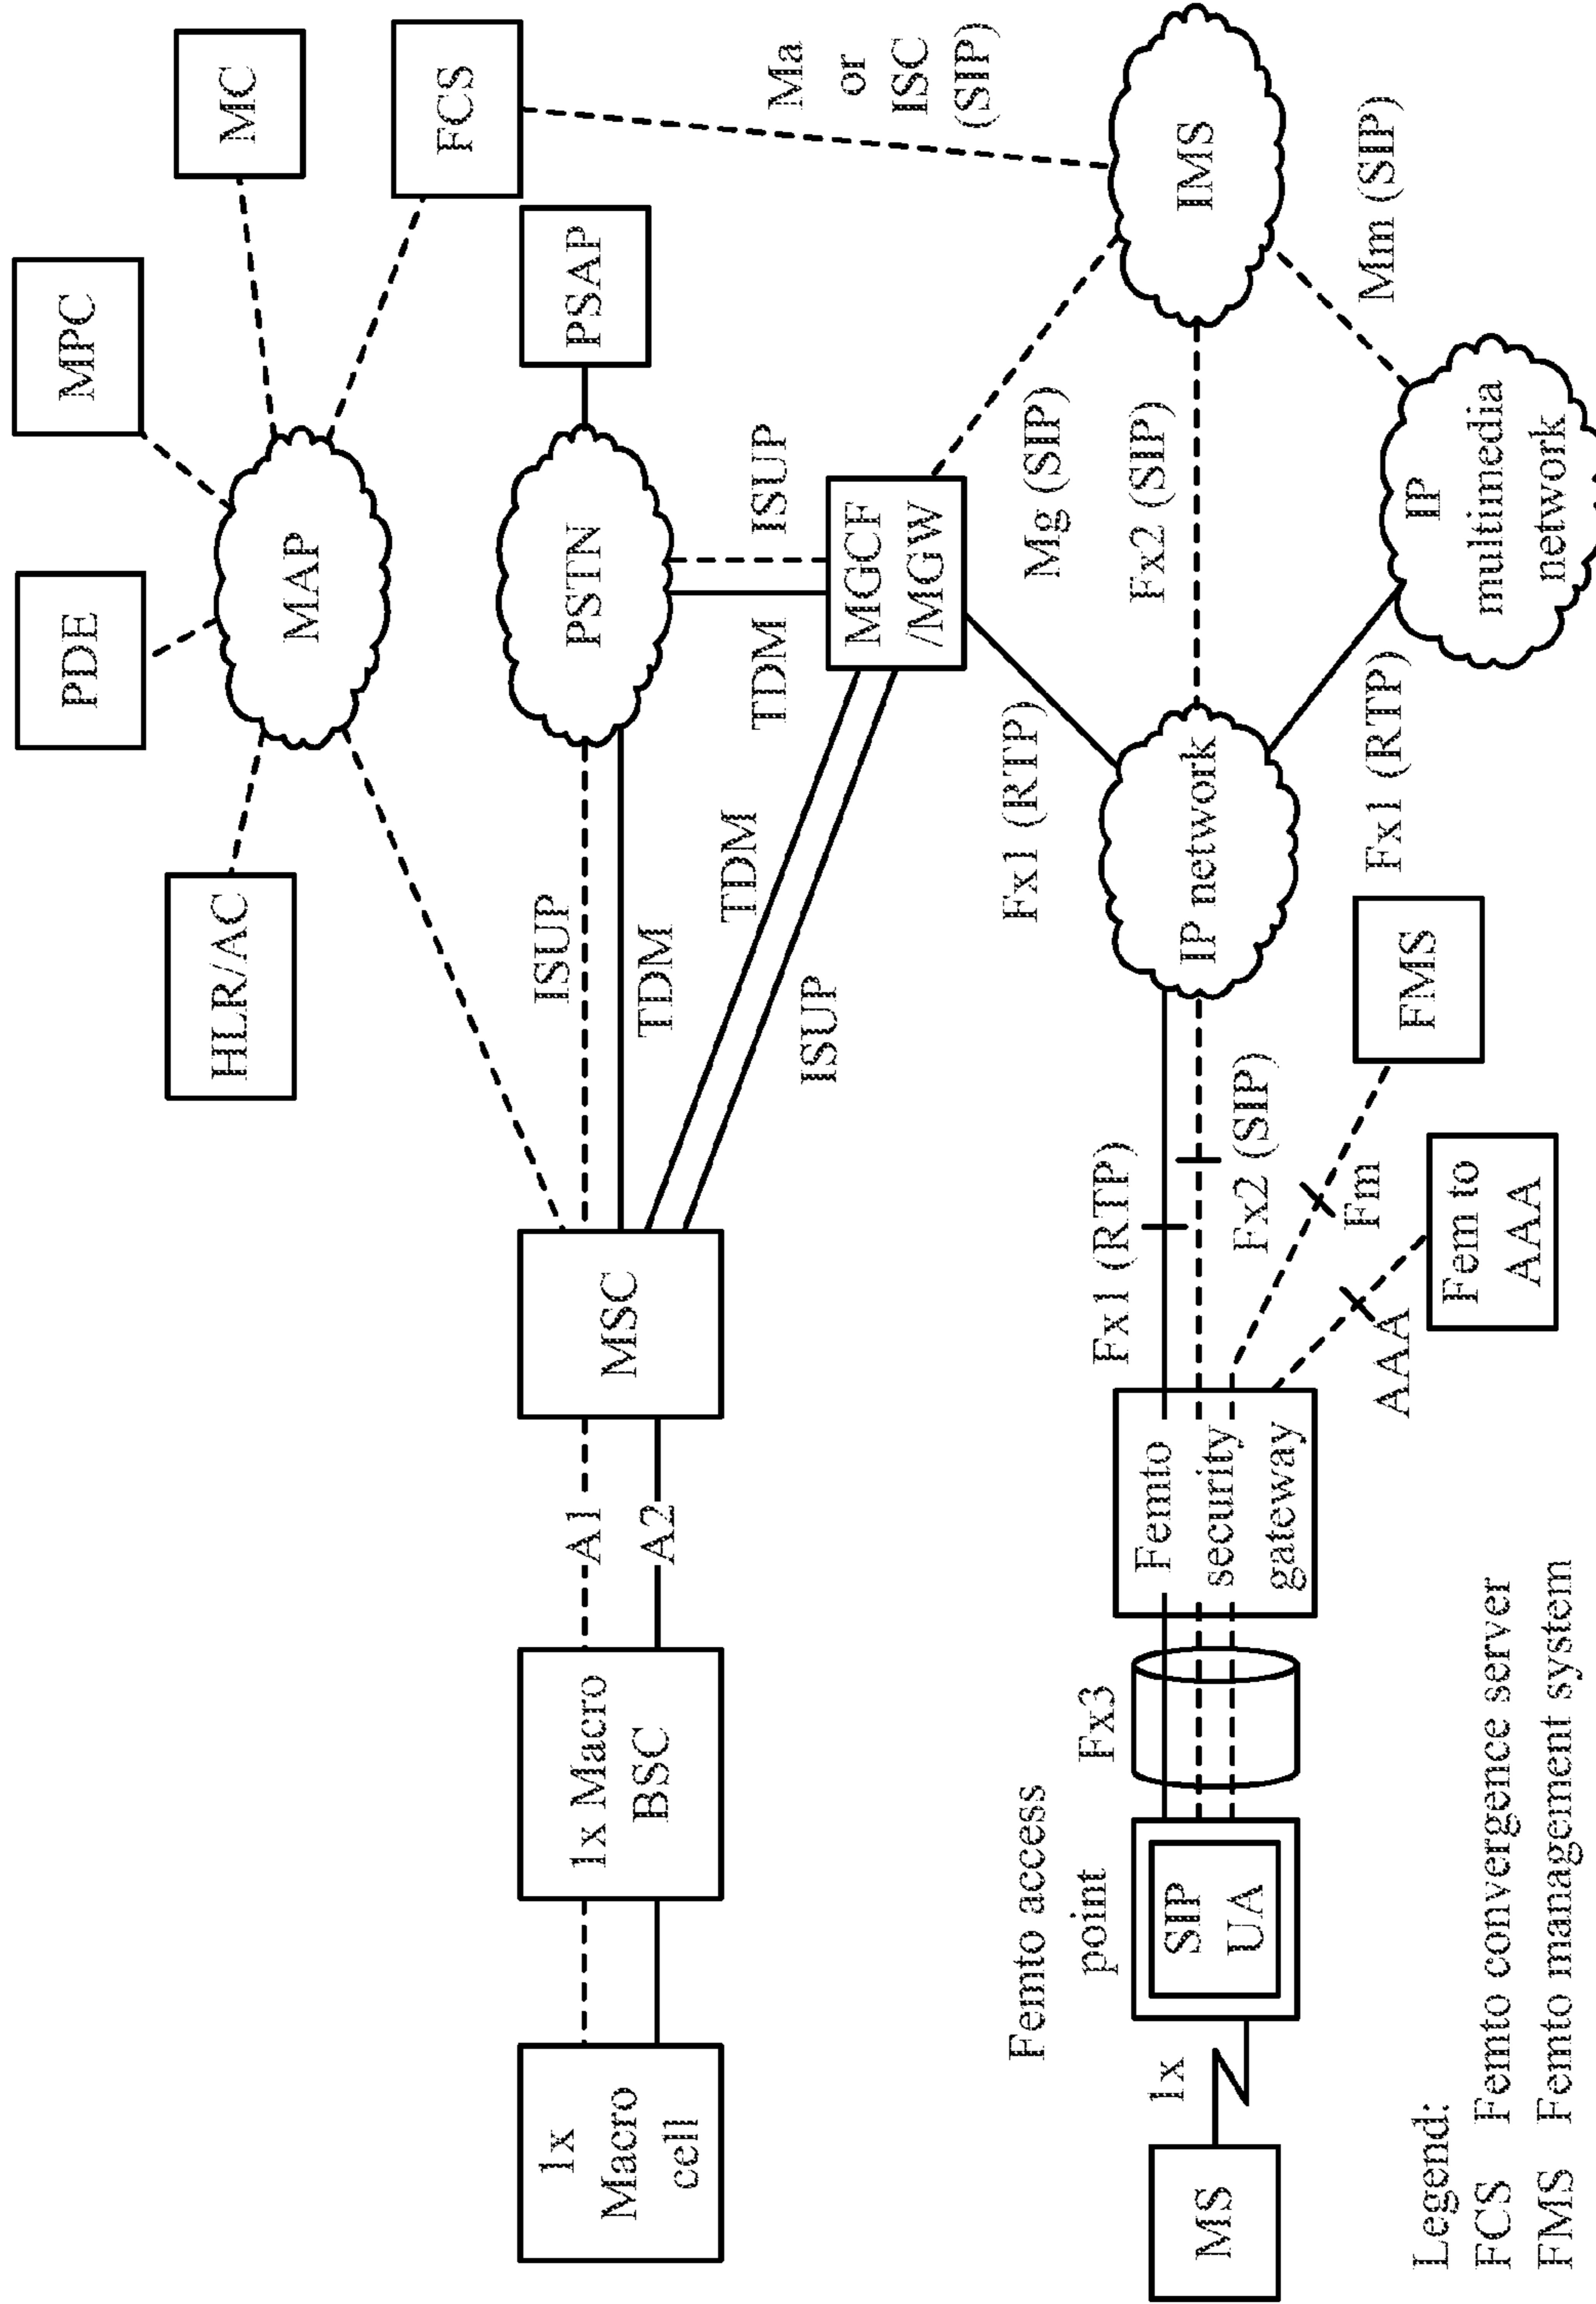 PDE
MPC
MC
HLR/AC
MAP
FCS
1x
Macro
cell
1x Macro
BSC
A1
A2
MSC
ISUP
TDM
PSTN
PSAP
TDM
ISUP
TDM
ISUP
MGCF
/MGW
Ma
or
ISC
(SIP)
Mg (SIP)
Fx1 (RTP)
Fx2 (SIP)
IMS
Mm (SIP)
Femto access
point
Fx3
Fx1 (RTP)
Fx2 (SIP)
MS
1x
SIP
UA
Femto
security
gateway
IP network
Fx1 (RTP)
IP
multimedia
network
AAA
Fm
FMS
Fem to
AAA
Legend:
FCS Femto convergence server
FMS Femto management system